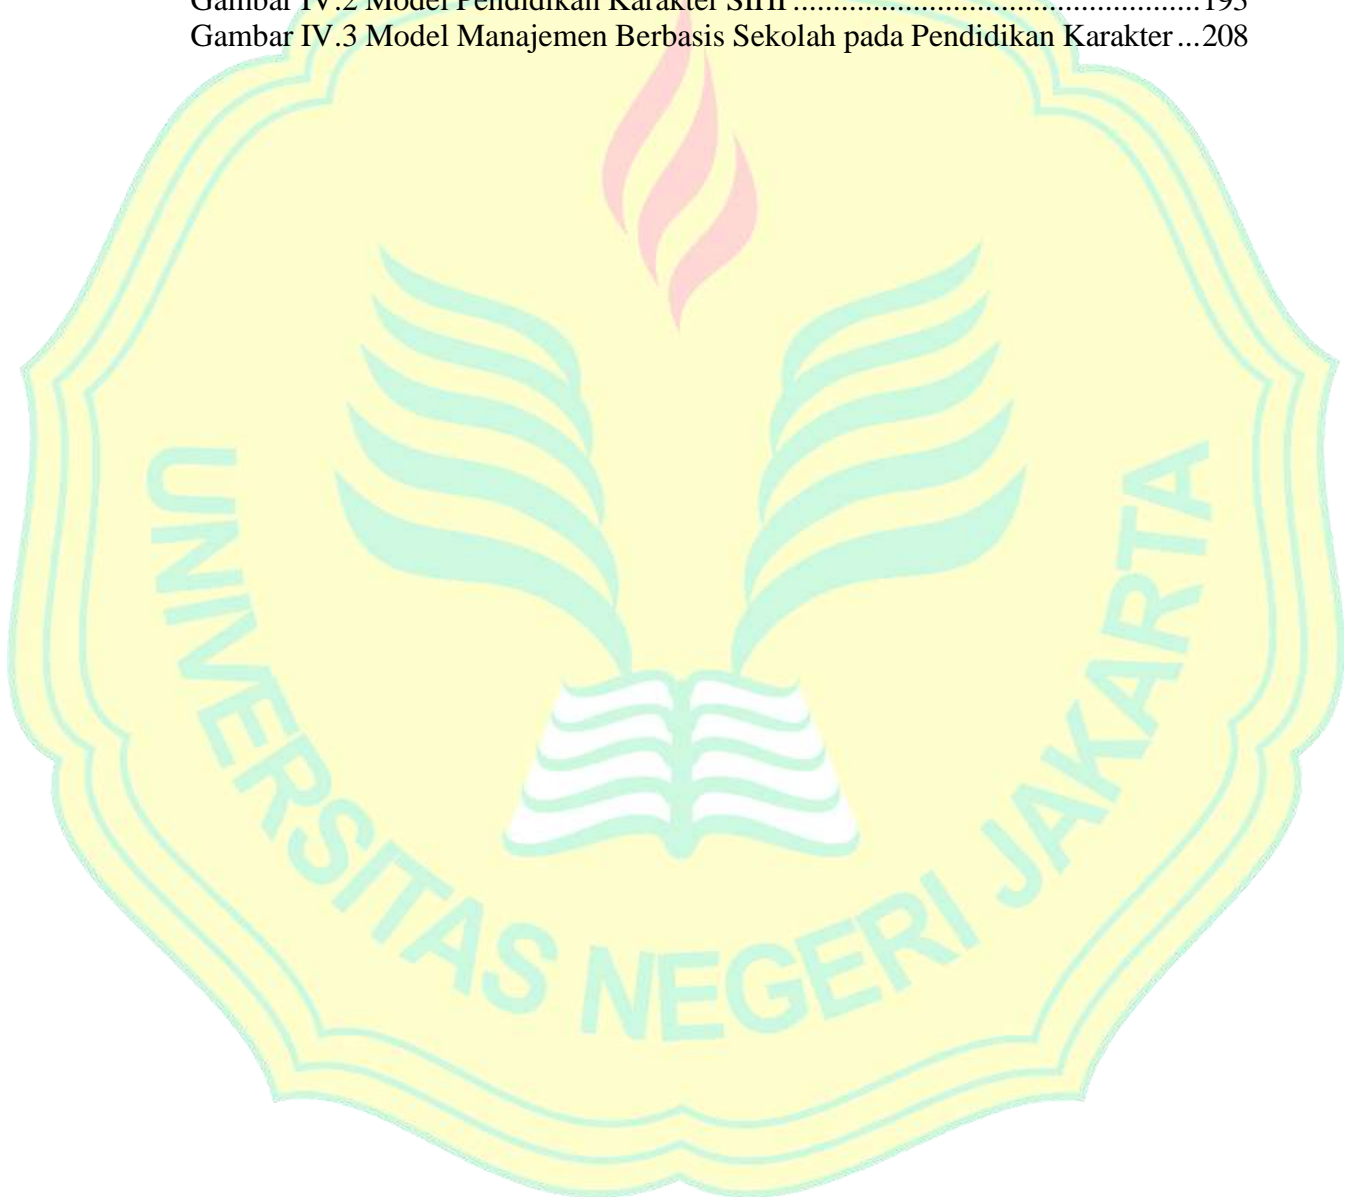 Gambar IV.2 Model Pendidikan Karakter ...............................................
Gambar IV.3 Model Manajemen Berbasis Sekolah pada Pendidikan Karakter...208
UNIVERSITAS NEGERI JAKARTA